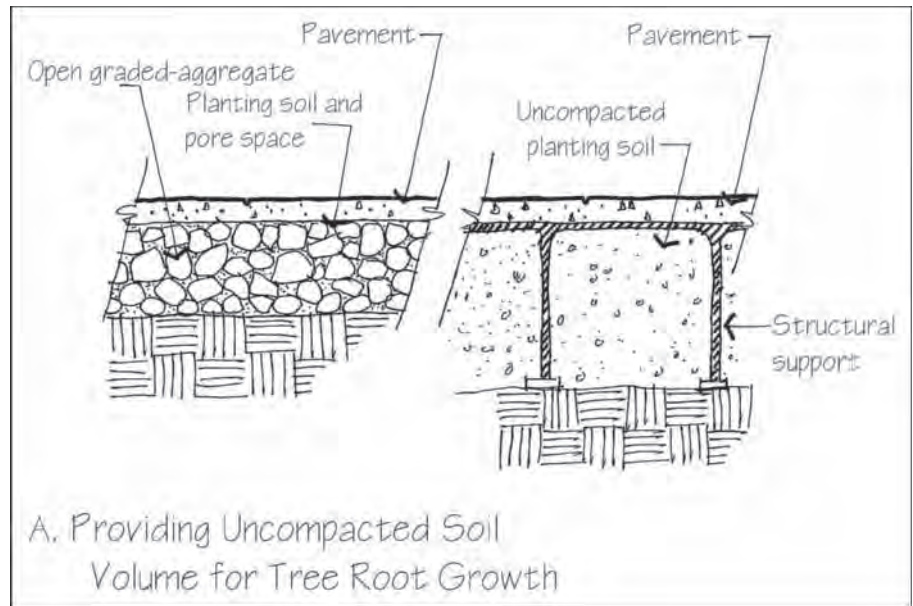 Pavement
Open graded-aggregate
Planting soil and
pore space
Pavement
Uncompacted
planting soil
Structural
support
A. Providing Uncompacted Soil
Volume for Tree Root Growth